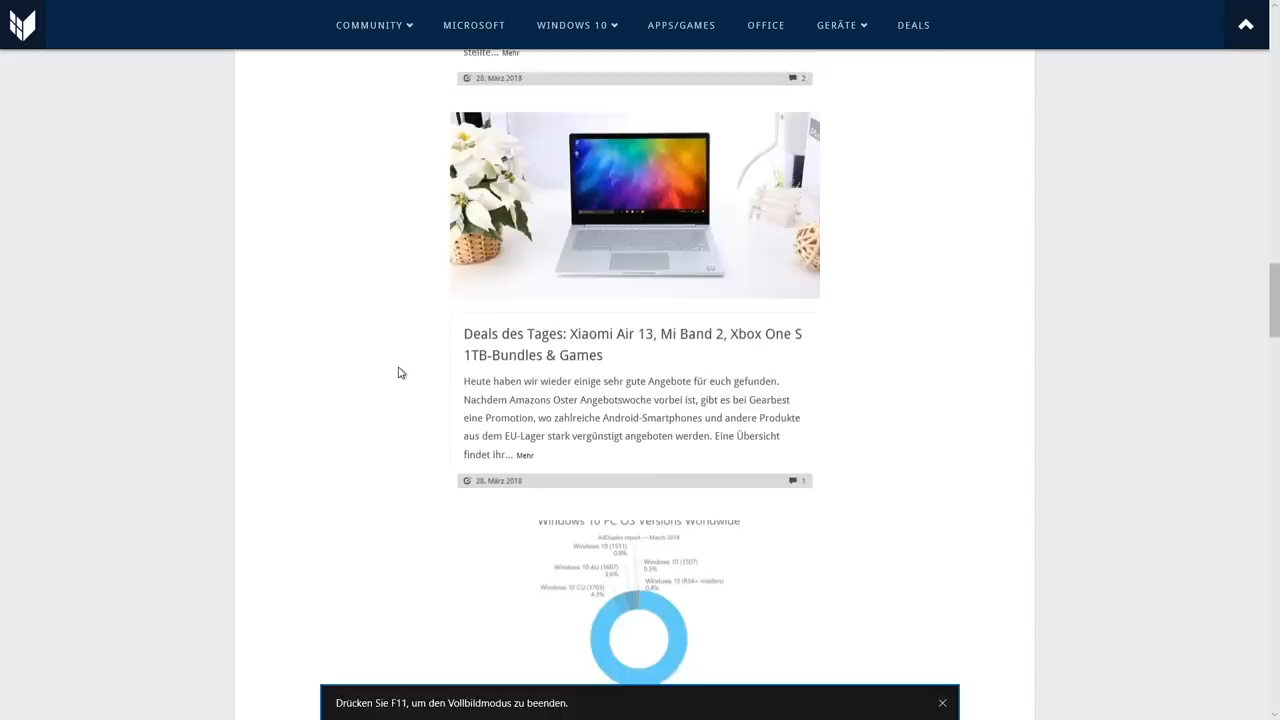 COMMUNITY MICROSOFT WINDOWS 10 APPS/GAMES OFFICE GERÄTE DEALS
stellte... Mehr
28. März 2018 2
Deals des Tages: Xiaomi Air 13, Mi Band 2, Xbox One S
1TB-Bundles & Games
Heute haben wir wieder einige sehr gute Angebote für euch gefunden.
Nachdem Amazons Oster Angebotswoche vorbei ist, gibt es bei Gearbest
eine Promotion, wo zahlreiche Android-Smartphones und andere Produkte
aus dem EU-Lager stark vergünstigt angeboten werden. Eine Übersicht
findet ihr... Mehr
28. März 2018 1
Windows 10 PC OS Versions Worldwide
AdDuplex report — March 2018
Windows 10 (1511)
0.8%
Windows 10 (1507)
0.5%
Windows 10 AU (1607)
3.6%
Windows 10 (RS4+ Insiders)
0.4%
Windows 10 CU (1703)
4.3%
Drücken Sie F11, um den Vollbildmodus zu beenden.